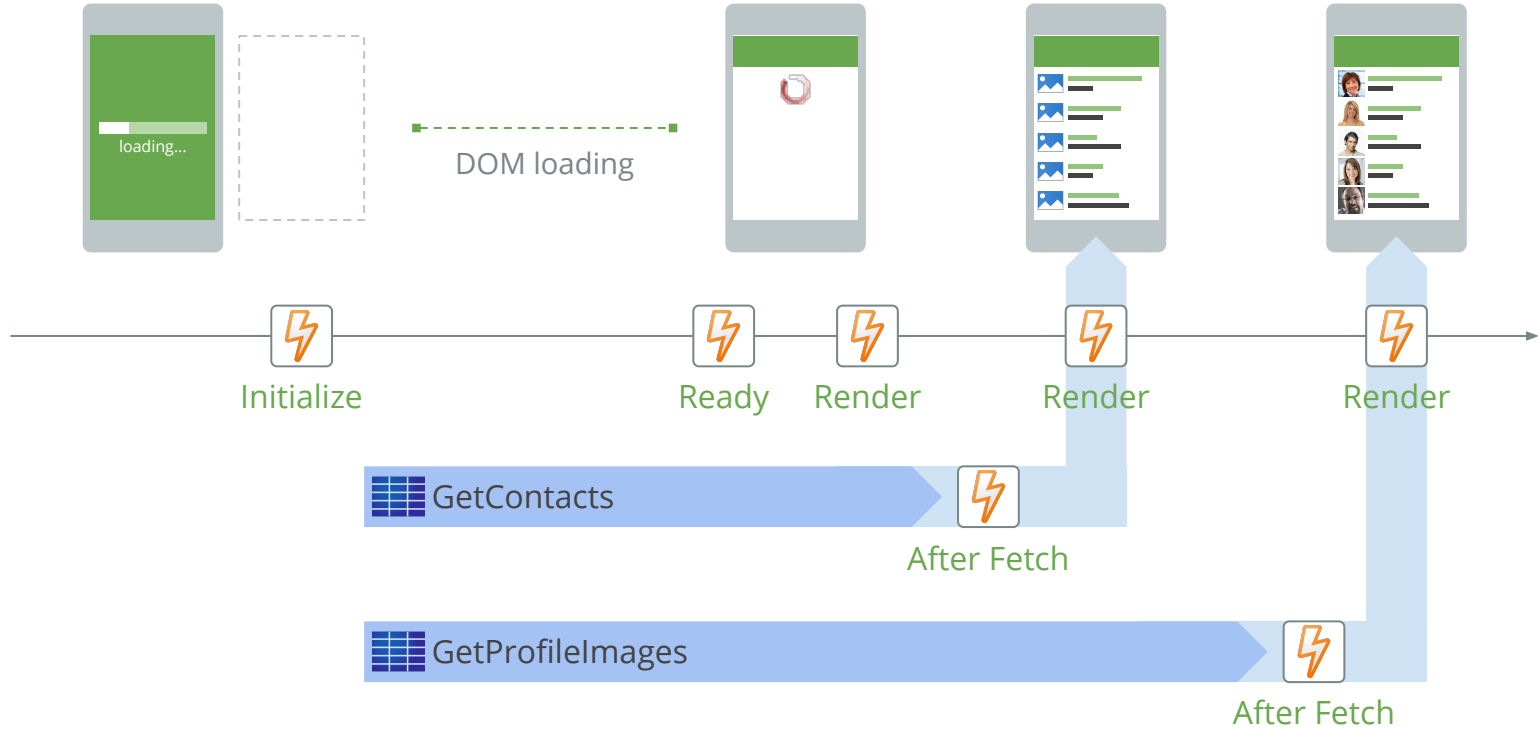 loading...
DOM loading
Initialize
Ready
Render
Render
Render
GetContacts
After Fetch
GetProfileImages
After Fetch